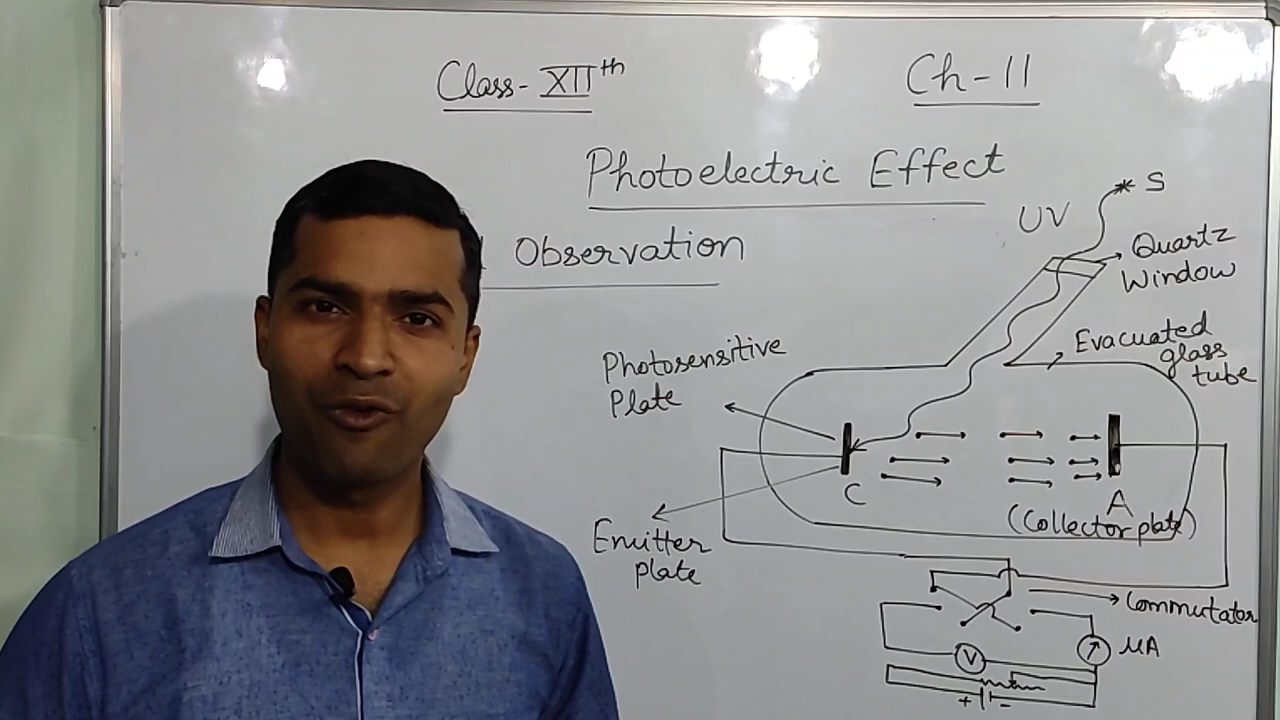 Class-XIIth
Ch-11
Photoelectric Effect
Observation
S
UV
Quartz
Window
Evacuated
glass
tube
Photosensitive
Plate
C
A
(Collector plate)
Emitter
plate
Commutator
V
μA
+ -